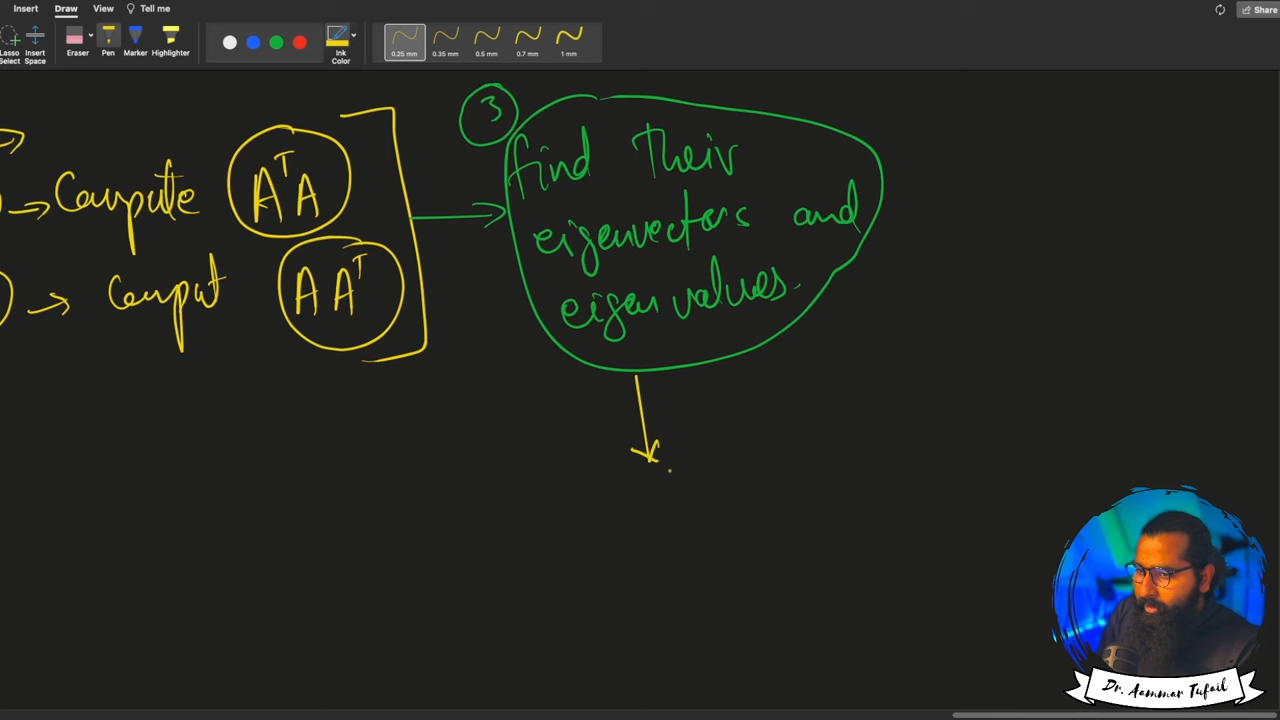 Insert Draw View Tell me
Share
Lasso Select
Insert Space
Eraser
Pen
Marker
Highlighter
Ink Color
0.25 mm
0.35 mm
0.5 mm
0.7 mm
1 mm
3
find Their
eigenvectors and
eigen values.
→ Compute AᵀA
→ Comput AAᵀ
Dr. Aammar Tufail